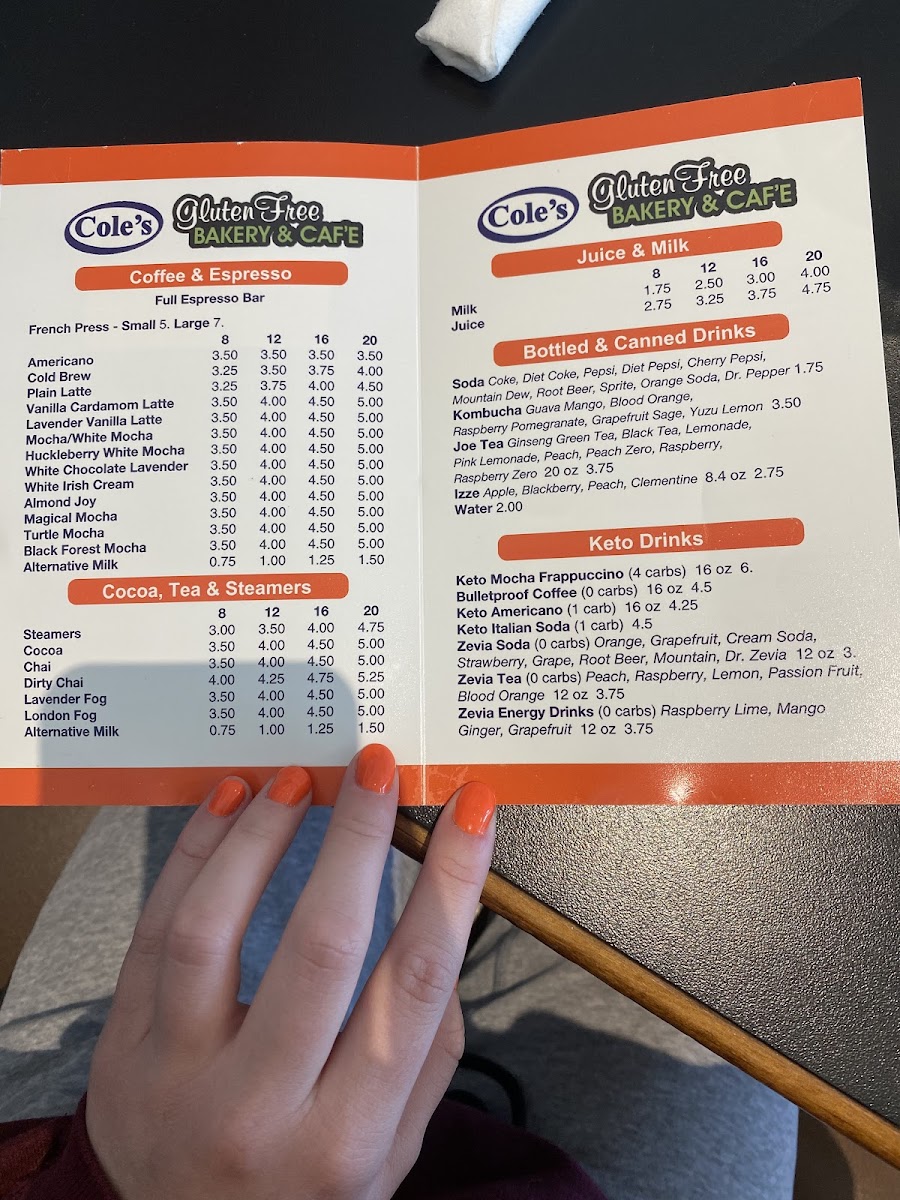 Cole's Gluten Free
BAKERY & CAF'E
Coffee & Espresso
Full Espresso Bar
French Press - Small 5. Large 7.
8 12 16 20
Americano 3.50 3.50 3.50 3.50
Cold Brew 3.25 3.50 3.75 4.00
Plain Latte 3.25 3.75 4.00 4.50
Vanilla Cardamom Latte 3.50 4.00 4.50 5.00
Lavender Vanilla Latte 3.50 4.00 4.50 5.00
Mocha/White Mocha 3.50 4.00 4.50 5.00
Huckleberry White Mocha 3.50 4.00 4.50 5.00
White Chocolate Lavender 3.50 4.00 4.50 5.00
White Irish Cream 3.50 4.00 4.50 5.00
Almond Joy 3.50 4.00 4.50 5.00
Magical Mocha 3.50 4.00 4.50 5.00
Turtle Mocha 3.50 4.00 4.50 5.00
Black Forest Mocha 3.50 4.00 4.50 5.00
Alternative Milk 0.75 1.00 1.25 1.50
Cocoa, Tea & Steamers
8 12 16 20
Steamers 3.00 3.50 4.00 4.75
Cocoa 3.50 4.00 4.50 5.00
Chai 3.50 4.00 4.50 5.00
Dirty Chai 4.00 4.25 4.75 5.25
Lavender Fog 3.50 4.00 4.50 5.00
London Fog 3.50 4.00 4.50 5.00
Alternative Milk 0.75 1.00 1.25 1.50
Cole's Gluten Free
BAKERY & CAF'E
Juice & Milk
8 12 16 20
Milk 1.75 2.50 3.00 4.00
Juice 2.75 3.25 3.75 4.75
Bottled & Canned Drinks
Soda Coke, Diet Coke, Pepsi, Diet Pepsi, Cherry Pepsi,
Mountain Dew, Root Beer, Sprite, Orange Soda, Dr. Pepper 1.75
Kombucha Guava Mango, Blood Orange,
Raspberry Pomegranate, Grapefruit Sage, Yuzu Lemon 3.50
Joe Tea Ginseng Green Tea, Black Tea, Lemonade,
Pink Lemonade, Peach, Peach Zero, Raspberry,
Raspberry Zero 20 oz 3.75
Izze Apple, Blackberry, Peach, Clementine 8.4 oz 2.75
Water 2.00
Keto Drinks
Keto Mocha Frappuccino (4 carbs) 16 oz 6.
Bulletproof Coffee (0 carbs) 16 oz 4.5
Keto Americano (1 carb) 16 oz 4.25
Keto Italian Soda (1 carb) 4.5
Zevia Soda (0 carbs) Orange, Grapefruit, Cream Soda,
Strawberry, Grape, Root Beer, Mountain, Dr. Zevia 12 oz 3.
Zevia Tea (0 carbs) Peach, Raspberry, Lemon, Passion Fruit,
Blood Orange 12 oz 3.75
Zevia Energy Drinks (0 carbs) Raspberry Lime, Mango
Ginger, Grapefruit 12 oz 3.75